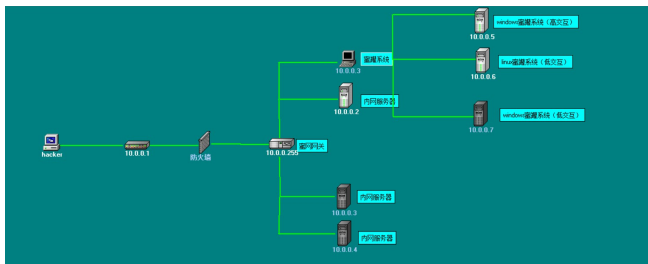 windows蜜罐系统（高交互）
10.0.0.5
蜜罐系统
linux蜜罐系统（低交互）
10.0.0.3
10.0.0.6
内网服务器
10.0.0.2
windows蜜罐系统（低交互）
10.0.0.7
hacker
10.0.0.1
防火墙
10.0.0.255
蜜网网关
内网服务器
10.0.0.3
内网服务器
10.0.0.4